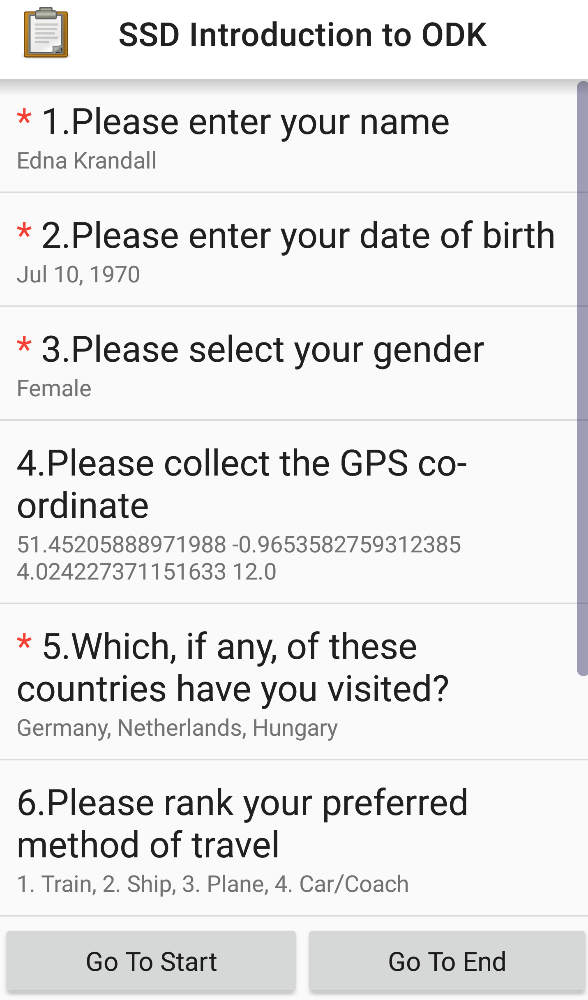 SSD Introduction to ODK
* 1.Please enter your name
Edna Krandall
* 2.Please enter your date of birth
Jul 10, 1970
* 3.Please select your gender
Female
4.Please collect the GPS co-
ordinate
51.45205888971988 -0.9653582759312385
4.024227371151633 12.0
* 5.Which, if any, of these
countries have you visited?
Germany, Netherlands, Hungary
6.Please rank your preferred
method of travel
1. Train, 2. Ship, 3. Plane, 4. Car/Coach
Go To Start
Go To End